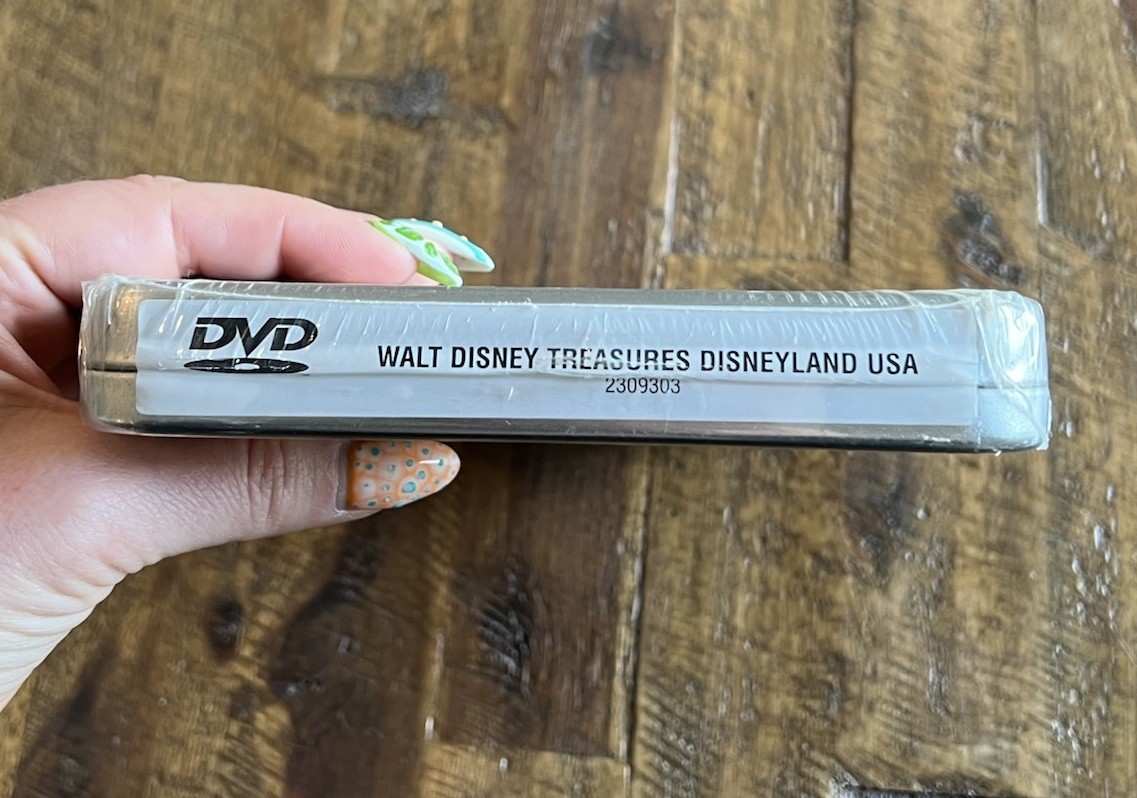 DVD
WALT DISNEY TREASURES DISNEYLAND USA
2309303